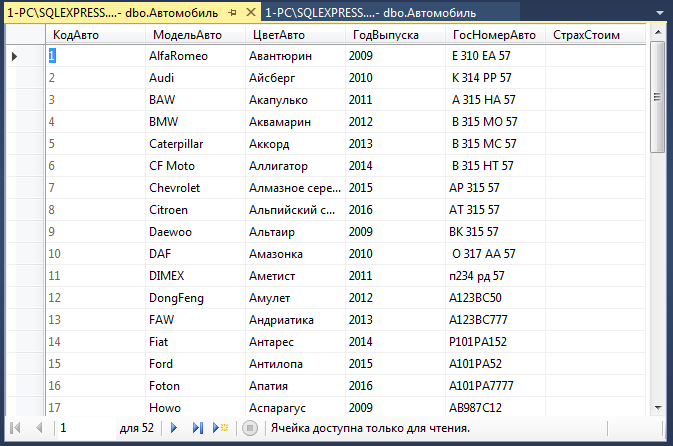 1-PC\SQLEXPRESS....- dbo.Автомобиль 1-PC\SQLEXPRESS....- dbo.Автомобиль
КодАвто МодельАвто ЦветАвто ГодВыпуска ГосНомерАвто СтрахСтоим
1 AlfaRomeo Авантюрин 2009 Е 310 ЕА 57
2 Audi Айсберг 2010 К 314 РР 57
3 BAW Акапулько 2011 А 315 НА 57
4 BMW Аквамарин 2012 В 315 МО 57
5 Caterpillar Аккорд 2013 В 315 МС 57
6 CF Moto Аллигатор 2014 В 315 НТ 57
7 Chevrolet Алмазное сере... 2015 АР 315 57
8 Citroen Альпийский с... 2016 АТ 315 57
9 Daewoo Альтаир 2009 ВК 315 57
10 DAF Амазонка 2010 О 317 АА 57
11 DIMEX Аметист 2011 п234 рд 57
12 DongFeng Амулет 2012 А123ВС50
13 FAW Андриатика 2013 А123ВС777
14 Fiat Антарес 2014 Р101РА152
15 Ford Антилопа 2015 А101РА52
16 Foton Апатия 2016 А101РА7777
17 Howo Аспарагус 2009 АВ987С12
1 для 52 Ячейка доступна только для чтения.